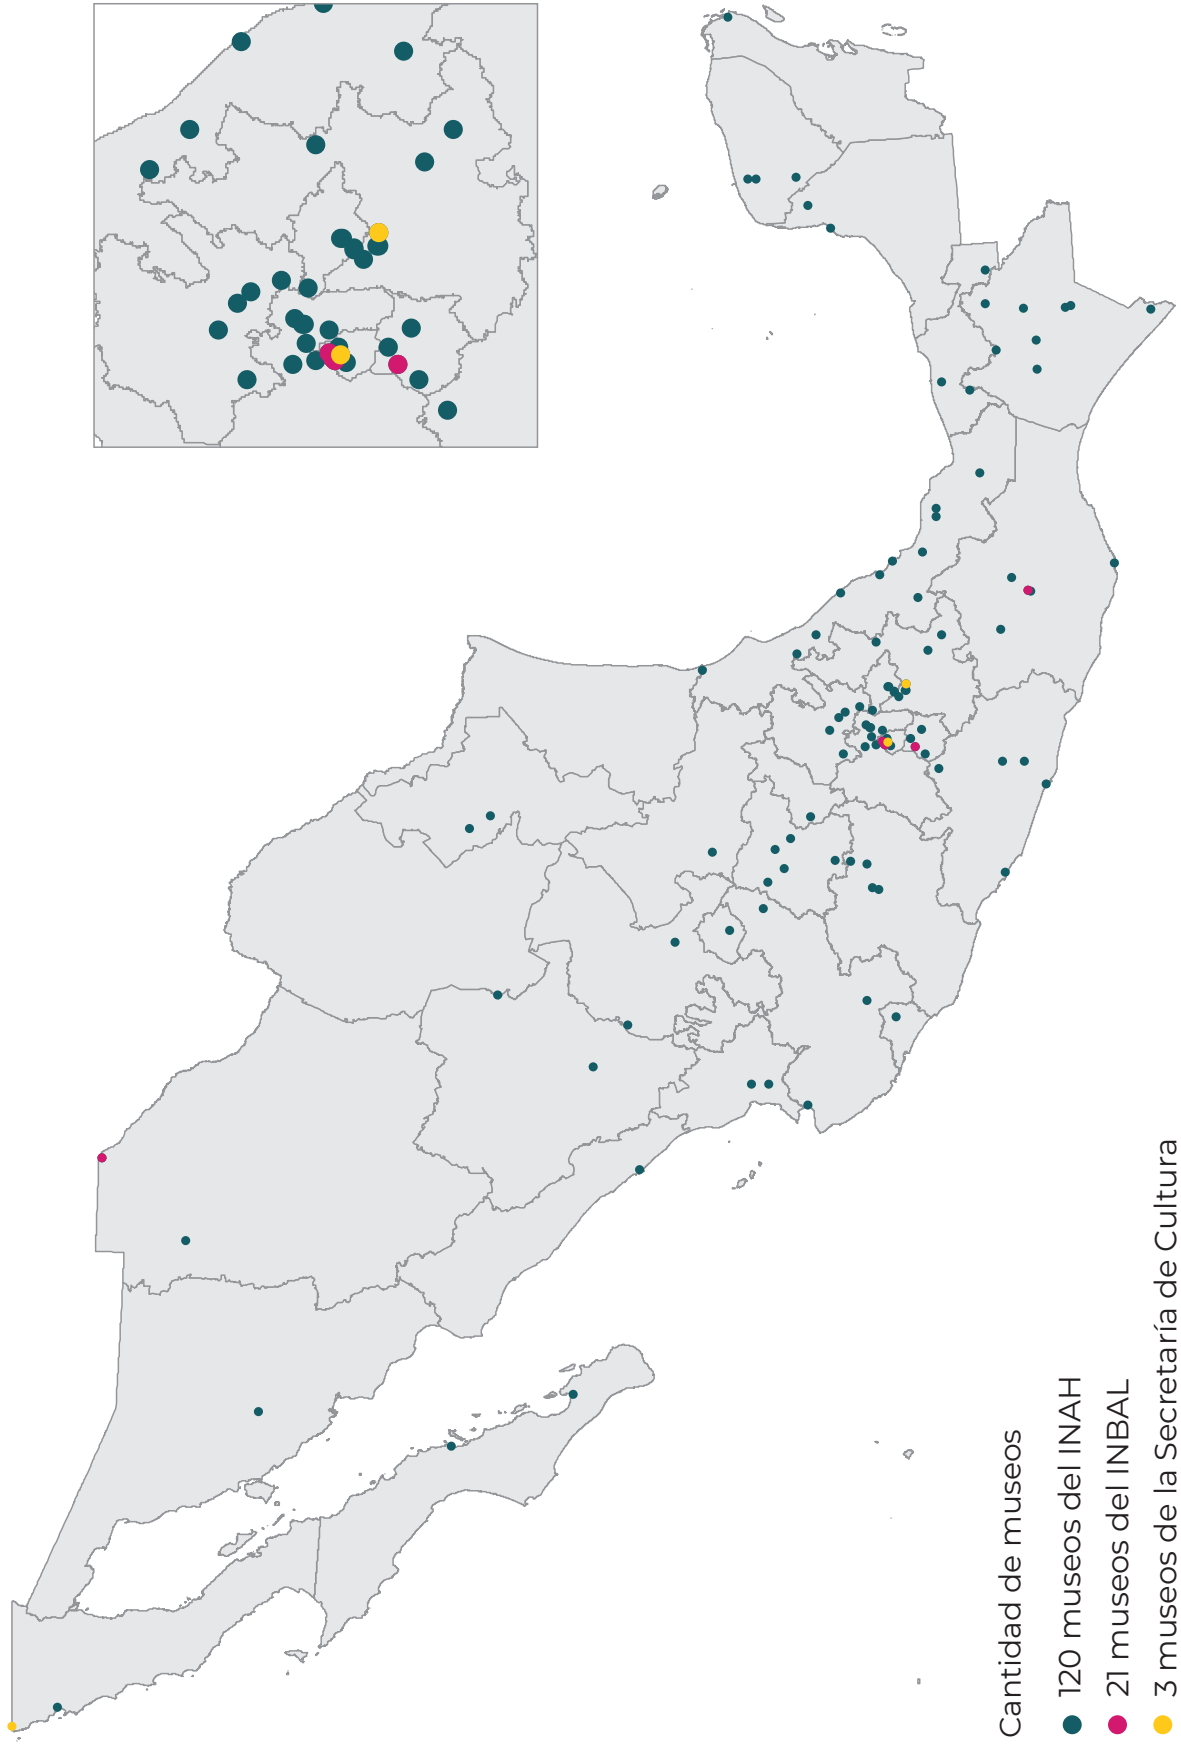 Cantidad de museos
120 museos del INAH
21 museos del INBAL
3 museos de la Secretaría de Cultura